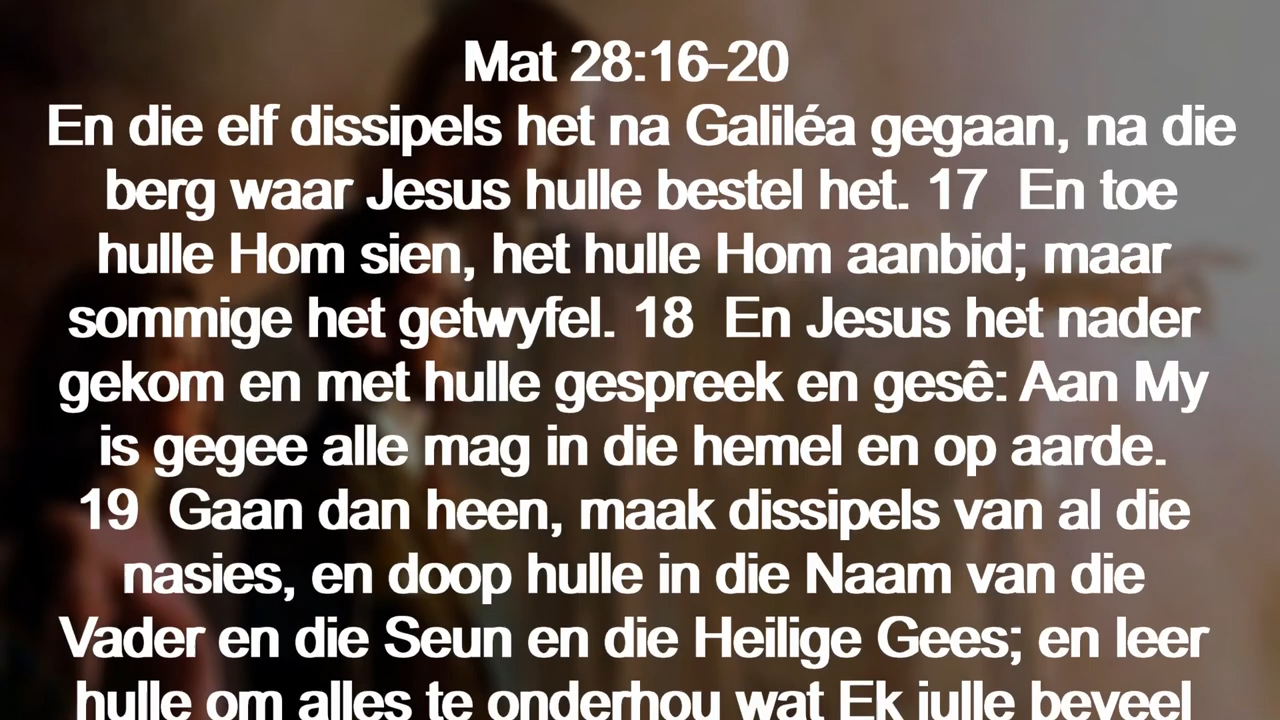 Mat 28:16-20
En die elf dissipels het na Galiléa gegaan, na die
berg waar Jesus hulle bestel het. 17 En toe
hulle Hom sien, het hulle Hom aanbid; maar
sommige het getwyfel. 18 En Jesus het nader
gekom en met hulle gespreek en gesê: Aan My
is gegee alle mag in die hemel en op aarde.
19 Gaan dan heen, maak dissipels van al die
nasies, en doop hulle in die Naam van die
Vader en die Seun en die Heilige Gees; en leer
hulle om alles te onderhou wat Ek julle beveel